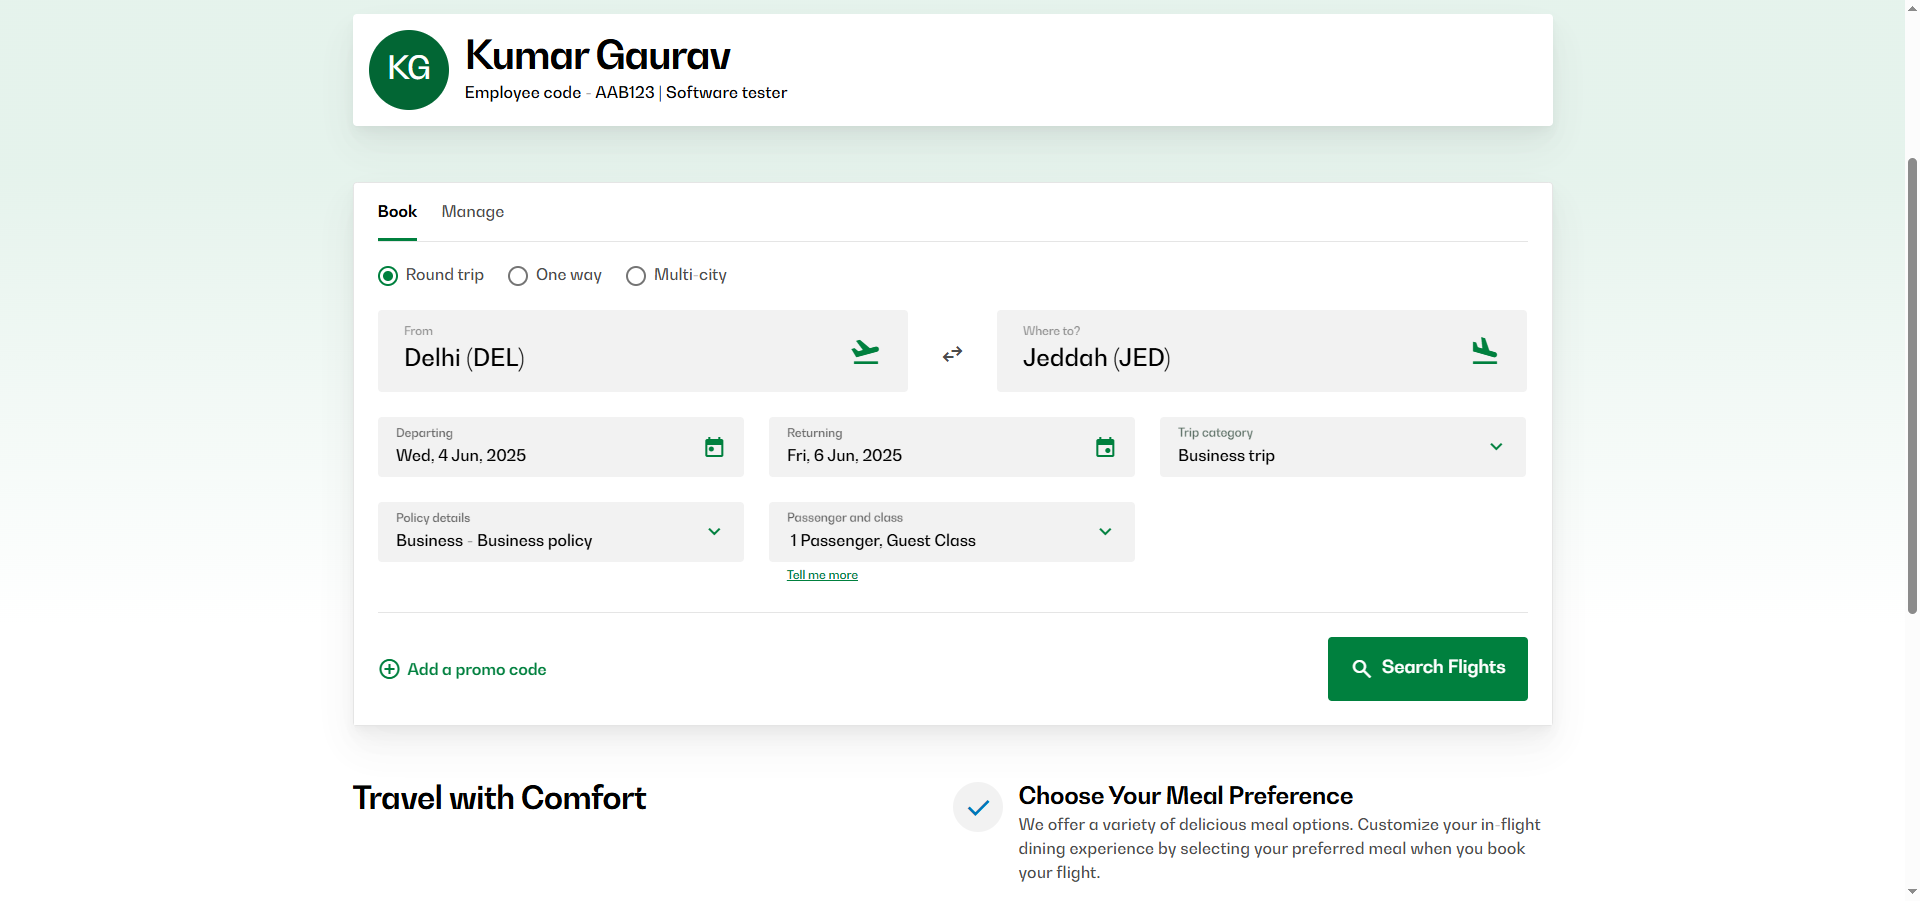 KG
Kumar Gaurav
Employee code - AAB123 | Software tester
Book
Manage
Round trip
One way
Multi-city
From
Delhi (DEL)
Where to?
Jeddah (JED)
Departing
Wed, 4 Jun, 2025
Returning
Fri, 6 Jun, 2025
Trip category
Business trip
Policy details
Business - Business policy
Passenger and class
1 Passenger, Guest Class
Tell me more
Add a promo code
Search Flights
Travel with Comfort
Choose Your Meal Preference
We offer a variety of delicious meal options. Customize your in-flight
dining experience by selecting your preferred meal when you book
your flight.